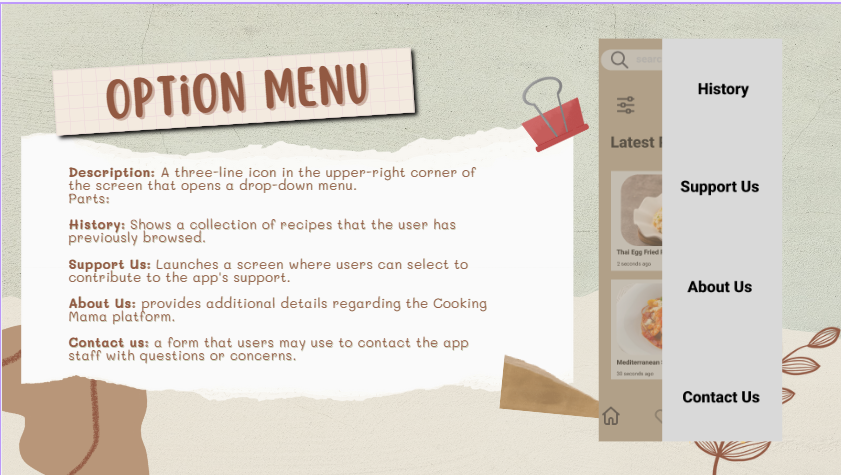 OPTiON MENU
Description: A three-line icon in the upper-right corner of
the screen that opens a drop-down menu.
Parts:
History: Shows a collection of recipes that the user has
previously browsed.
Support Us: Launches a screen where users can select to
contribute to the app's support.
About Us: provides additional details regarding the Cooking
Mama platform.
Contact us: a form that users may use to contact the app
staff with questions or concerns.
Latest
Thai Egg Fried
2 seconds ago
Mediterranean
30 seconds ago
History
Support Us
About Us
Contact Us